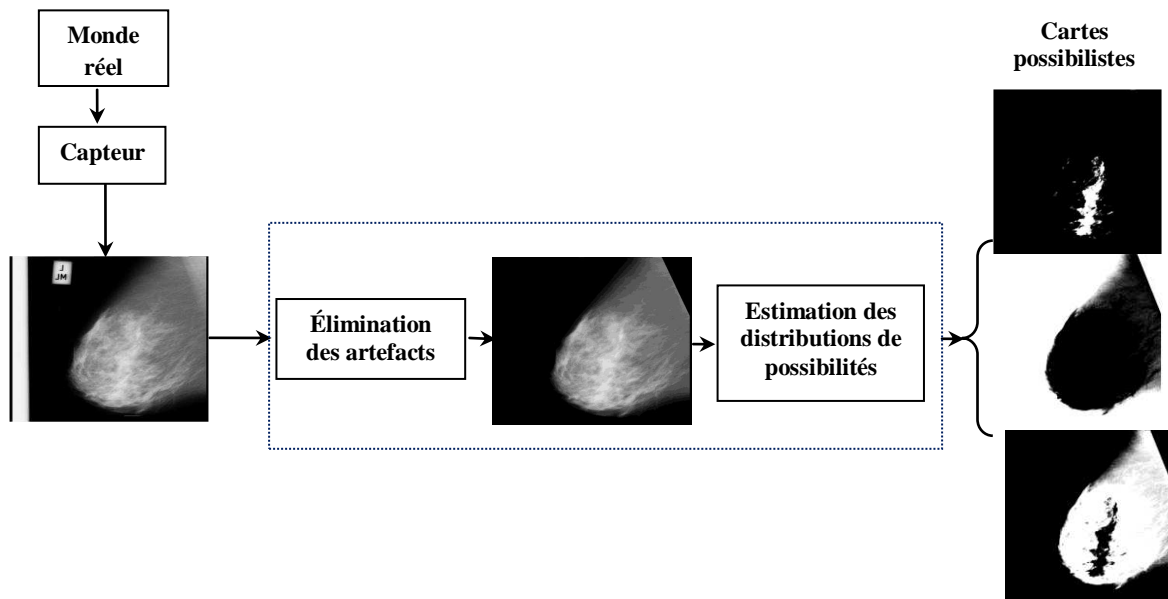 Monde
réel
Capteur
J
JM
Élimination
des artefacts
Estimation des
distributions de
possibilités
Cartes
possibilistes